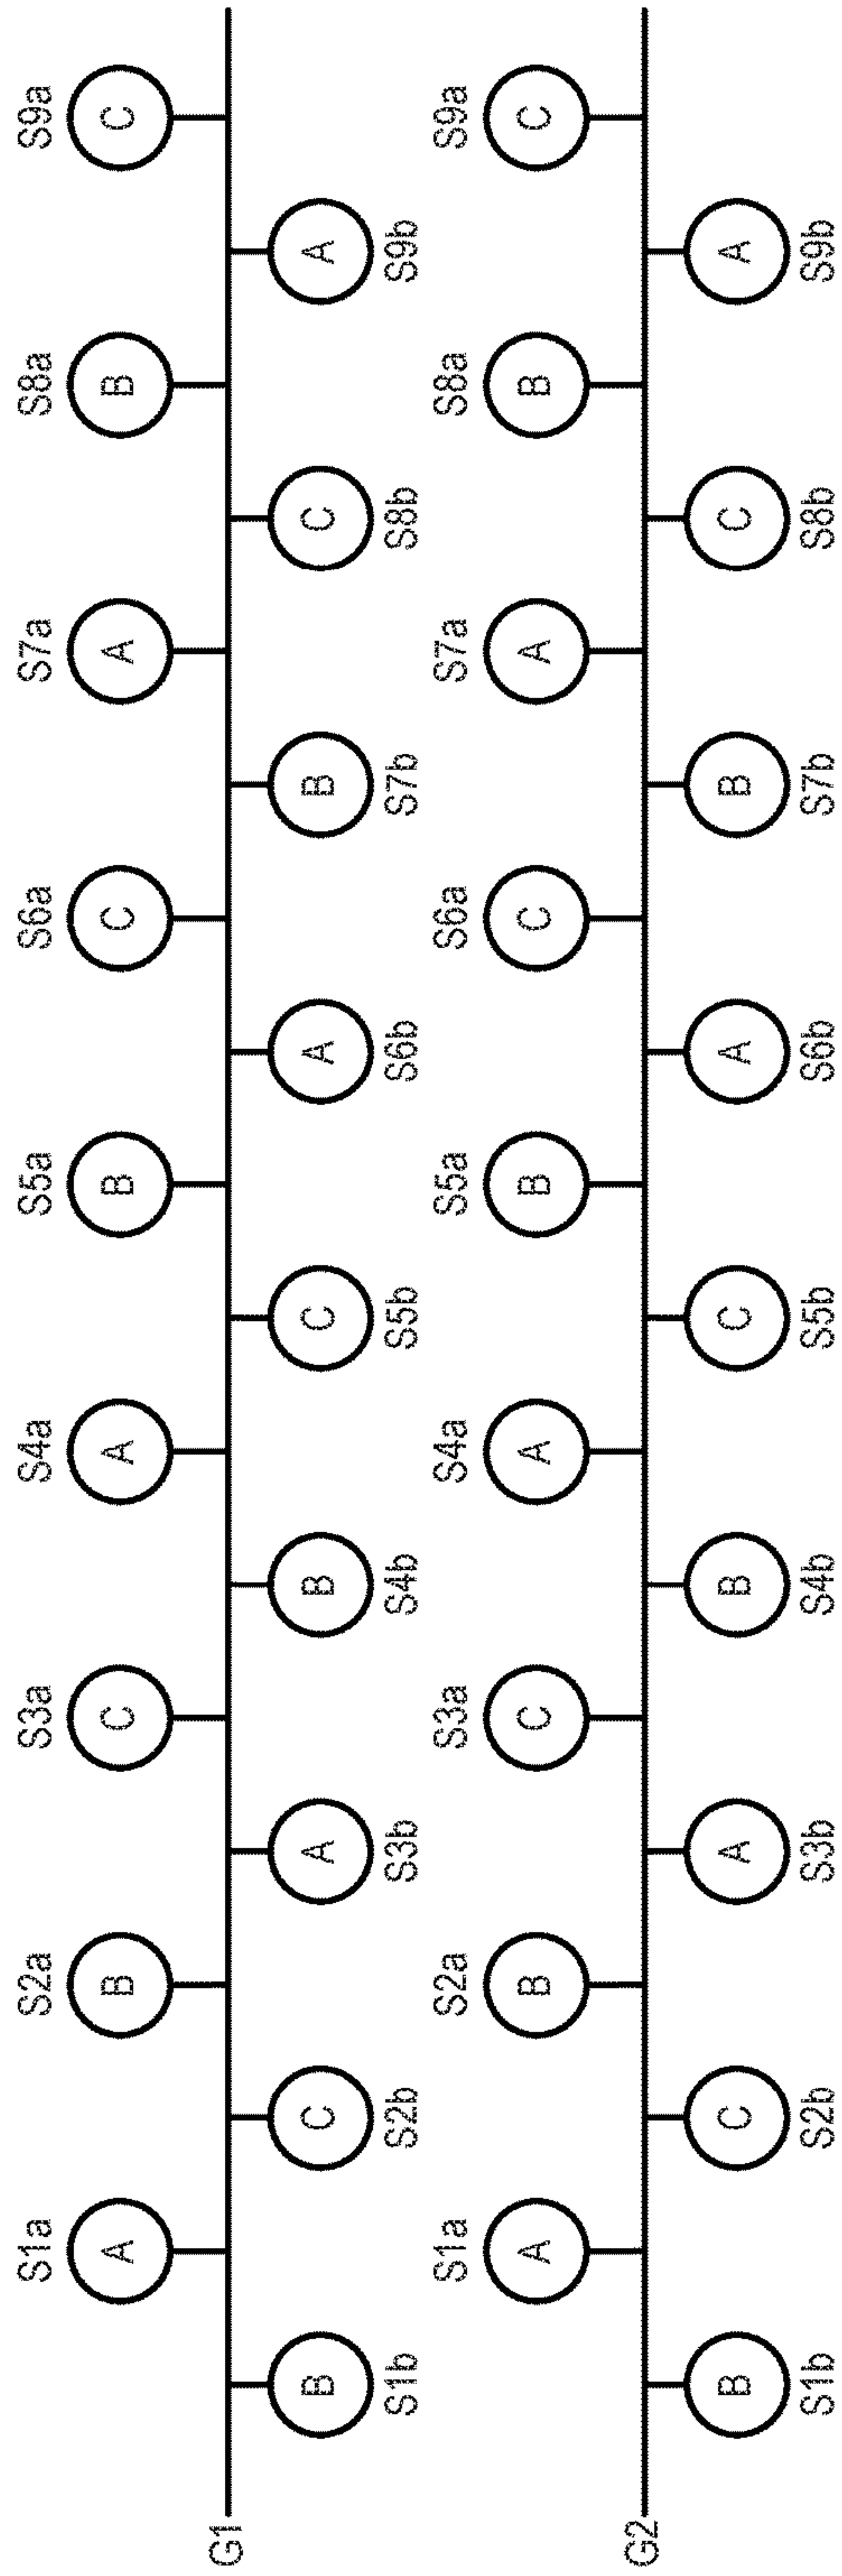 S1a S2a S3a S4a S5a S6a S7a S8a S9a
A B C A B C A B C
G1
B C A B C A B C A
S1b S2b S3b S4b S5b S6b S7b S8b S9b
S1a S2a S3a S4a S5a S6a S7a S8a S9a
A B C A B C A B C
G2
B C A B C A B C A
S1b S2b S3b S4b S5b S6b S7b S8b S9b